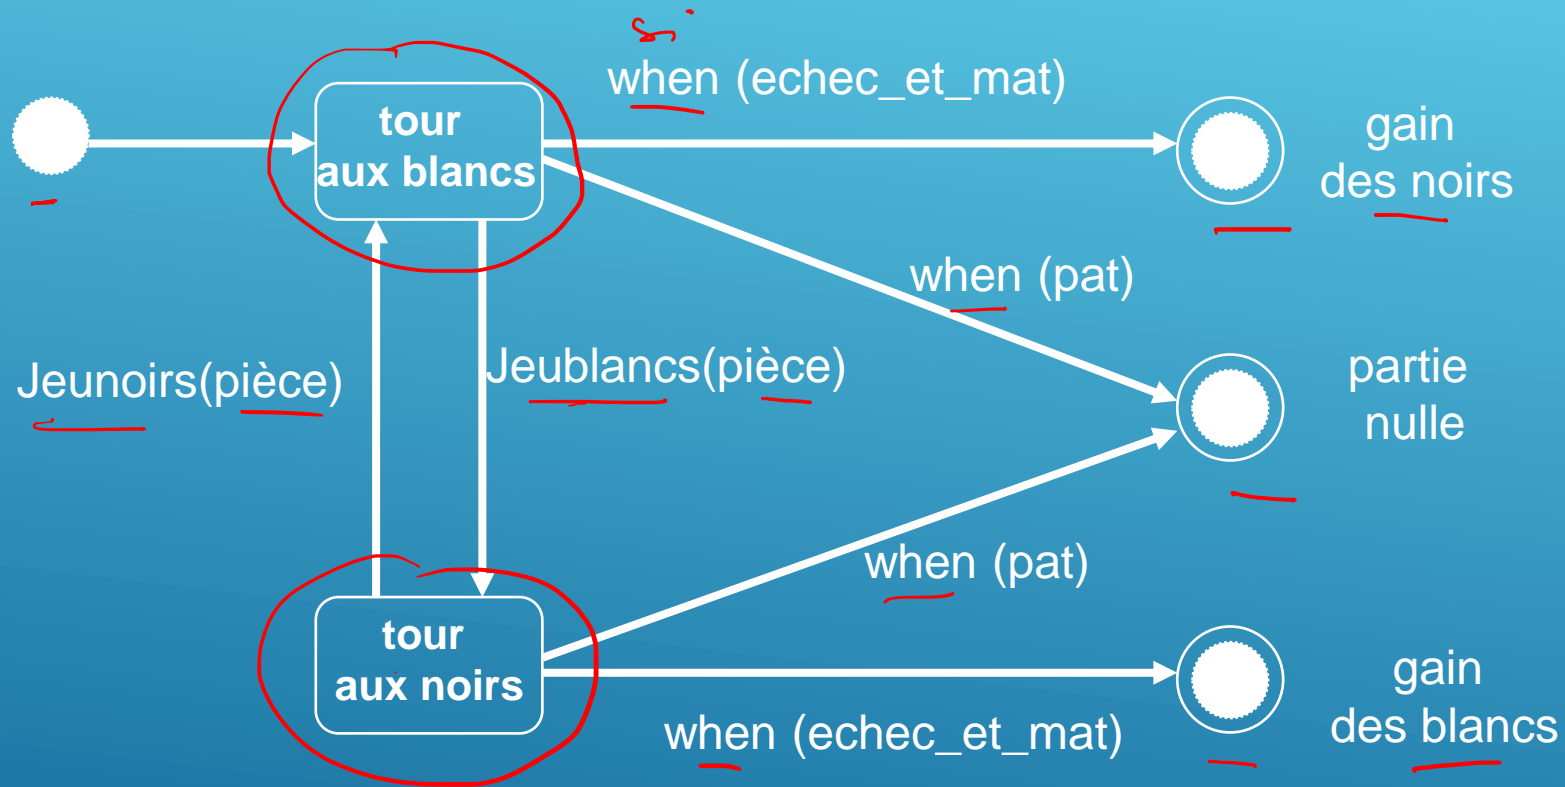 when (echec_et_mat)
tour
aux blancs
gain
des noirs
when (pat)
Jeunoirs(pièce)
Jeublancs(pièce)
partie
nulle
when (pat)
tour
aux noirs
gain
des blancs
when (echec_et_mat)